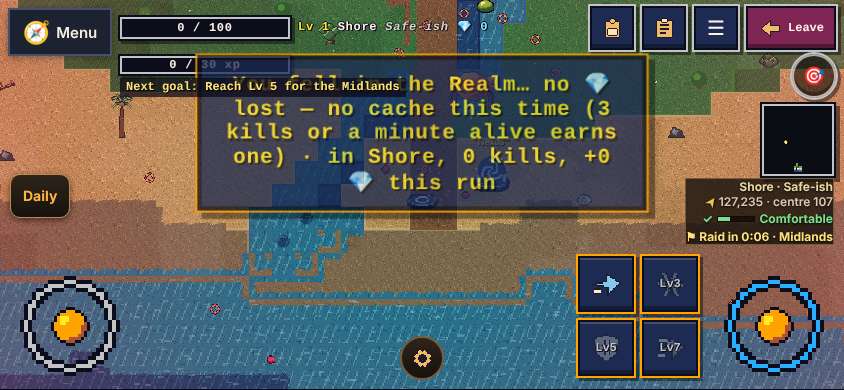 Menu
0 / 100
Lv 1 Shore Safe-ish 💎 0
Leave
0 / 30 xp
Next goal: Reach Lv 5 for the Midlands
You fell in the Realm… no 💎
lost — no cache this time (3
kills or a minute alive earns
one) · in Shore, 0 kills, +0
💎 this run
Daily
Shore · Safe-ish
127,235 · centre 107
✓ Comfortable
⚑ Raid in 0:06 · Midlands
Lv3
Lv5
Lv7